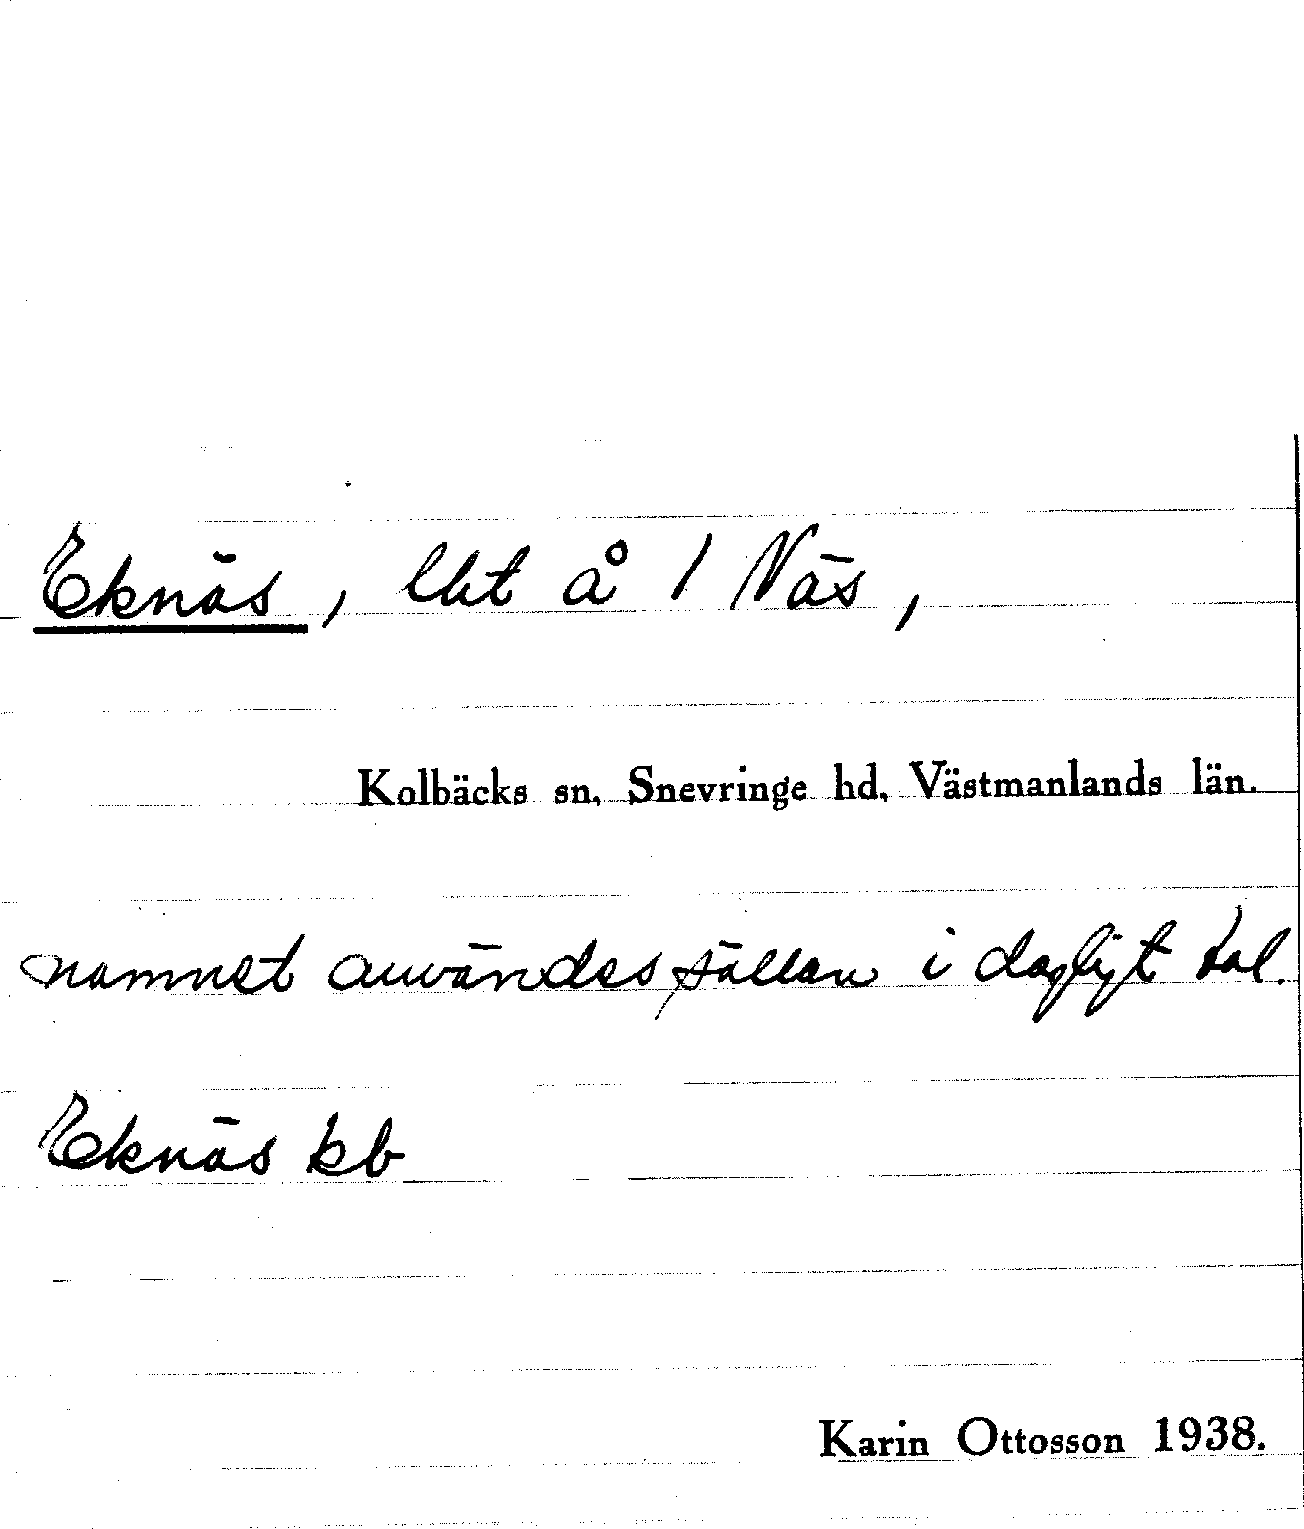 Eknäs, lht å 1 Näs,
Kolbäcks sn, Snevringe hd, Västmanlands län.
namnet användes sällan i dagligt tal.
Eknäs kb
Karin Ottosson 1938.